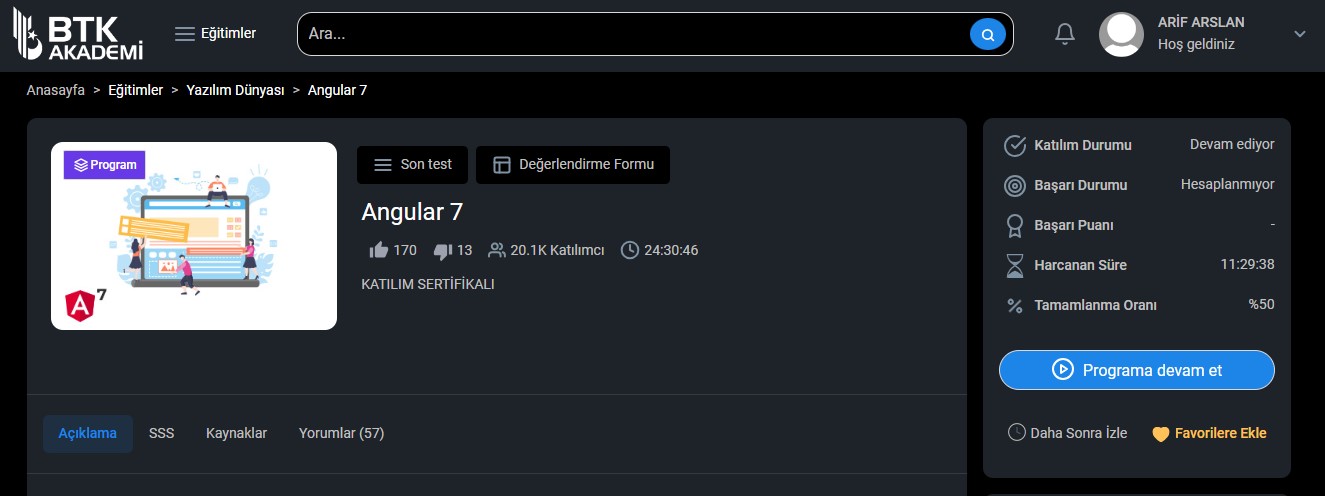 BTK
AKADEMİ
Eğitimler
Ara...
ARİF ARSLAN
Hoş geldiniz
Anasayfa > Eğitimler > Yazılım Dünyası > Angular 7
Program
A 7
Son test
Değerlendirme Formu
Angular 7
170 13 20.1K Katılımcı 24:30:46
KATILIM SERTİFİKALI
Açıklama SSS Kaynaklar Yorumlar (57)
Katılım Durumu Devam ediyor
Başarı Durumu Hesaplanmıyor
Başarı Puanı -
Harcanan Süre 11:29:38
Tamamlanma Oranı %50
Programa devam et
Daha Sonra İzle Favorilere Ekle